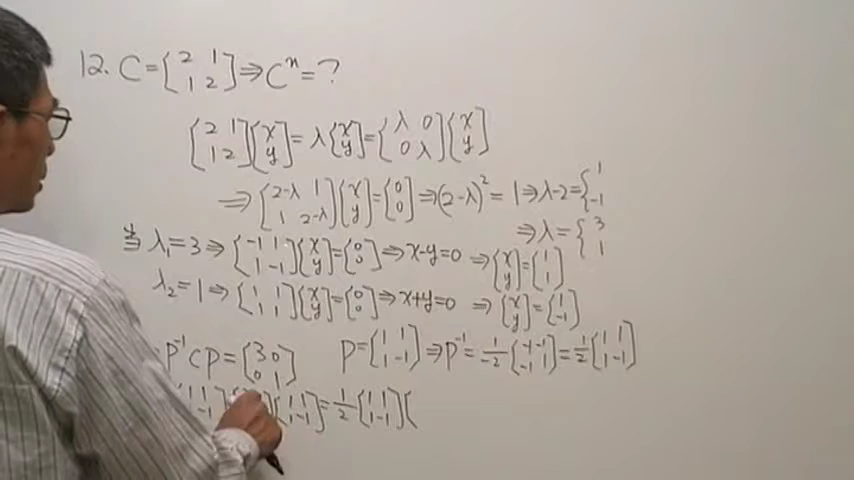 12. C = [2 1; 1 2] ⇒ Cⁿ = ?
[2 1; 1 2][x; y] = λ[x; y] = [λ 0; 0 λ][x; y]
⇒ [2-λ 1; 1 2-λ][x; y] = [0; 0] ⇒ (2-λ)² = 1 ⇒ λ-2 = { 1; -1
⇒ λ = { 3; 1
当 λ₁ = 3 ⇒ [-1 1; 1 -1][x; y] = [0; 0] ⇒ x-y=0 ⇒ [x; y] = [1; 1]
λ₂ = 1 ⇒ [1 1; 1 1][x; y] = [0; 0] ⇒ x+y=0 ⇒ [x; y] = [1; -1]
P⁻¹CP = [3 0; 0 1] P = [1 1; 1 -1] ⇒ P⁻¹ = 1/-2 [-1 -1; -1 1] = 1/2 [1 1; 1 -1]
[1 1; 1 -1] = 1/2 [1 1; 1 -1][